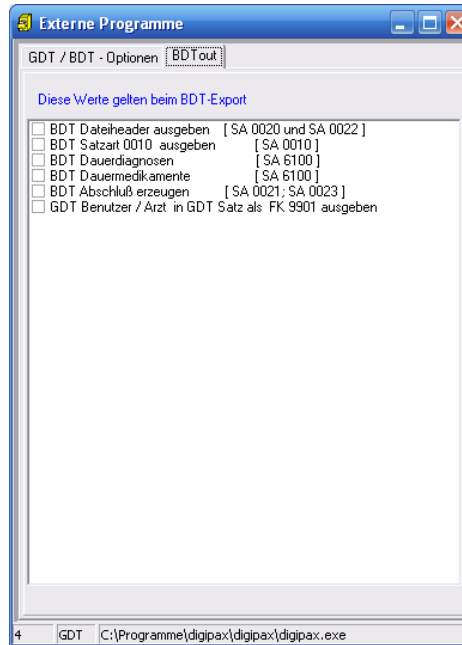 Externe Programme
GDT / BDT - Optionen BDTout
Diese Werte gelten beim BDT-Export
BDT Dateiheader ausgeben [ SA 0020 und SA 0022 ]
BDT Satzart 0010 ausgeben [ SA 0010 ]
BDT Dauerdiagnosen [ SA 6100 ]
BDT Dauermedikamente [ SA 6100 ]
BDT Abschluß erzeugen [ SA 0021; SA 0023 ]
GDT Benutzer / Arzt in GDT Satz als FK 9901 ausgeben
4 GDT C:\Programme\digipax\digipax\digipax.exe